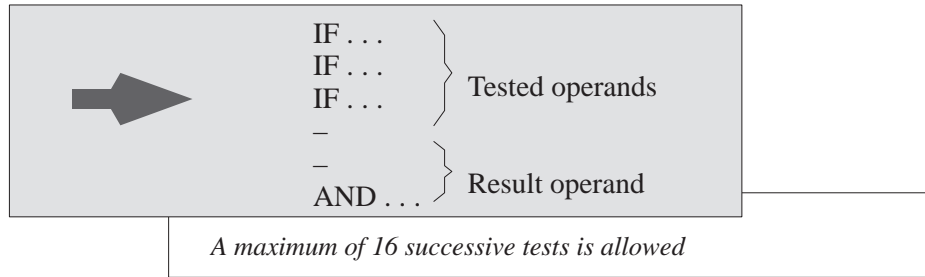 IF . . .
IF . . .
IF . . .
Tested operands
–
–
AND . . .
Result operand
A maximum of 16 successive tests is allowed